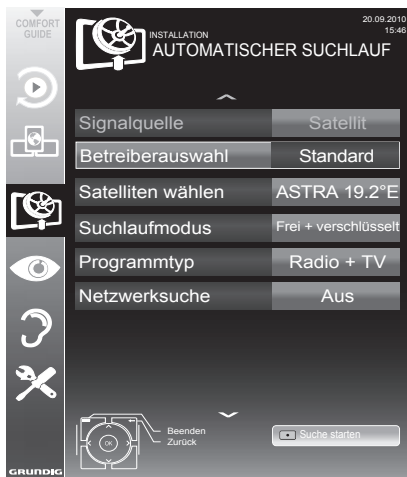 COMFORT
GUIDE
20.09.2010
15:46
INSTALLATION
AUTOMATISCHER SUCHLAUF
Signalquelle Satellit
Betreiberauswahl Standard
Satelliten wählen ASTRA 19.2°E
Suchlaufmodus Frei + verschlüsselt
Programmtyp Radio + TV
Netzwerksuche Aus
OK
Beenden
Zurück
Suche starten
GRUNDIG